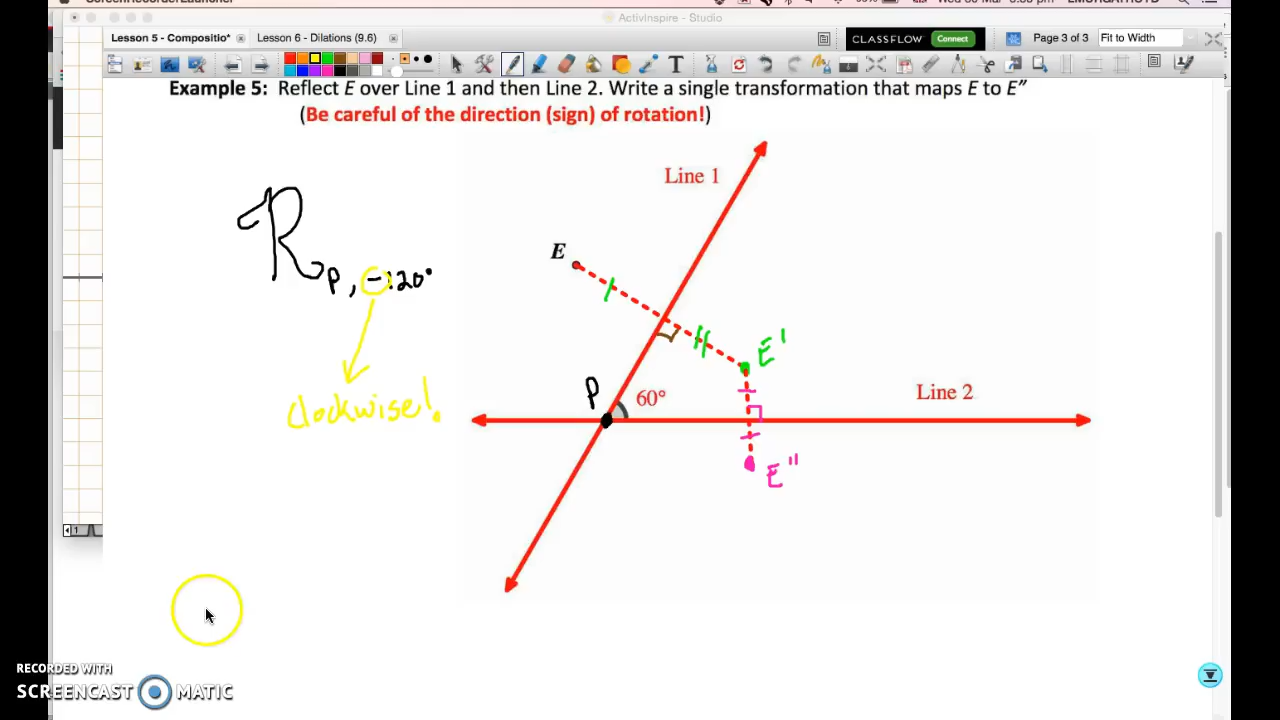 ActivInspire - Studio
Lesson 5 - Compositio*
Lesson 6 - Dilations (9.6)
CLASSFLOW Connect
Page 3 of 3
Fit to Width
Example 5: Reflect E over Line 1 and then Line 2. Write a single transformation that maps E to E”
(Be careful of the direction (sign) of rotation!)
Line 1
R P, -120°
E
E'
P
60°
Line 2
clockwise!
E"
1
RECORDED WITH
SCREENCAST MATIC